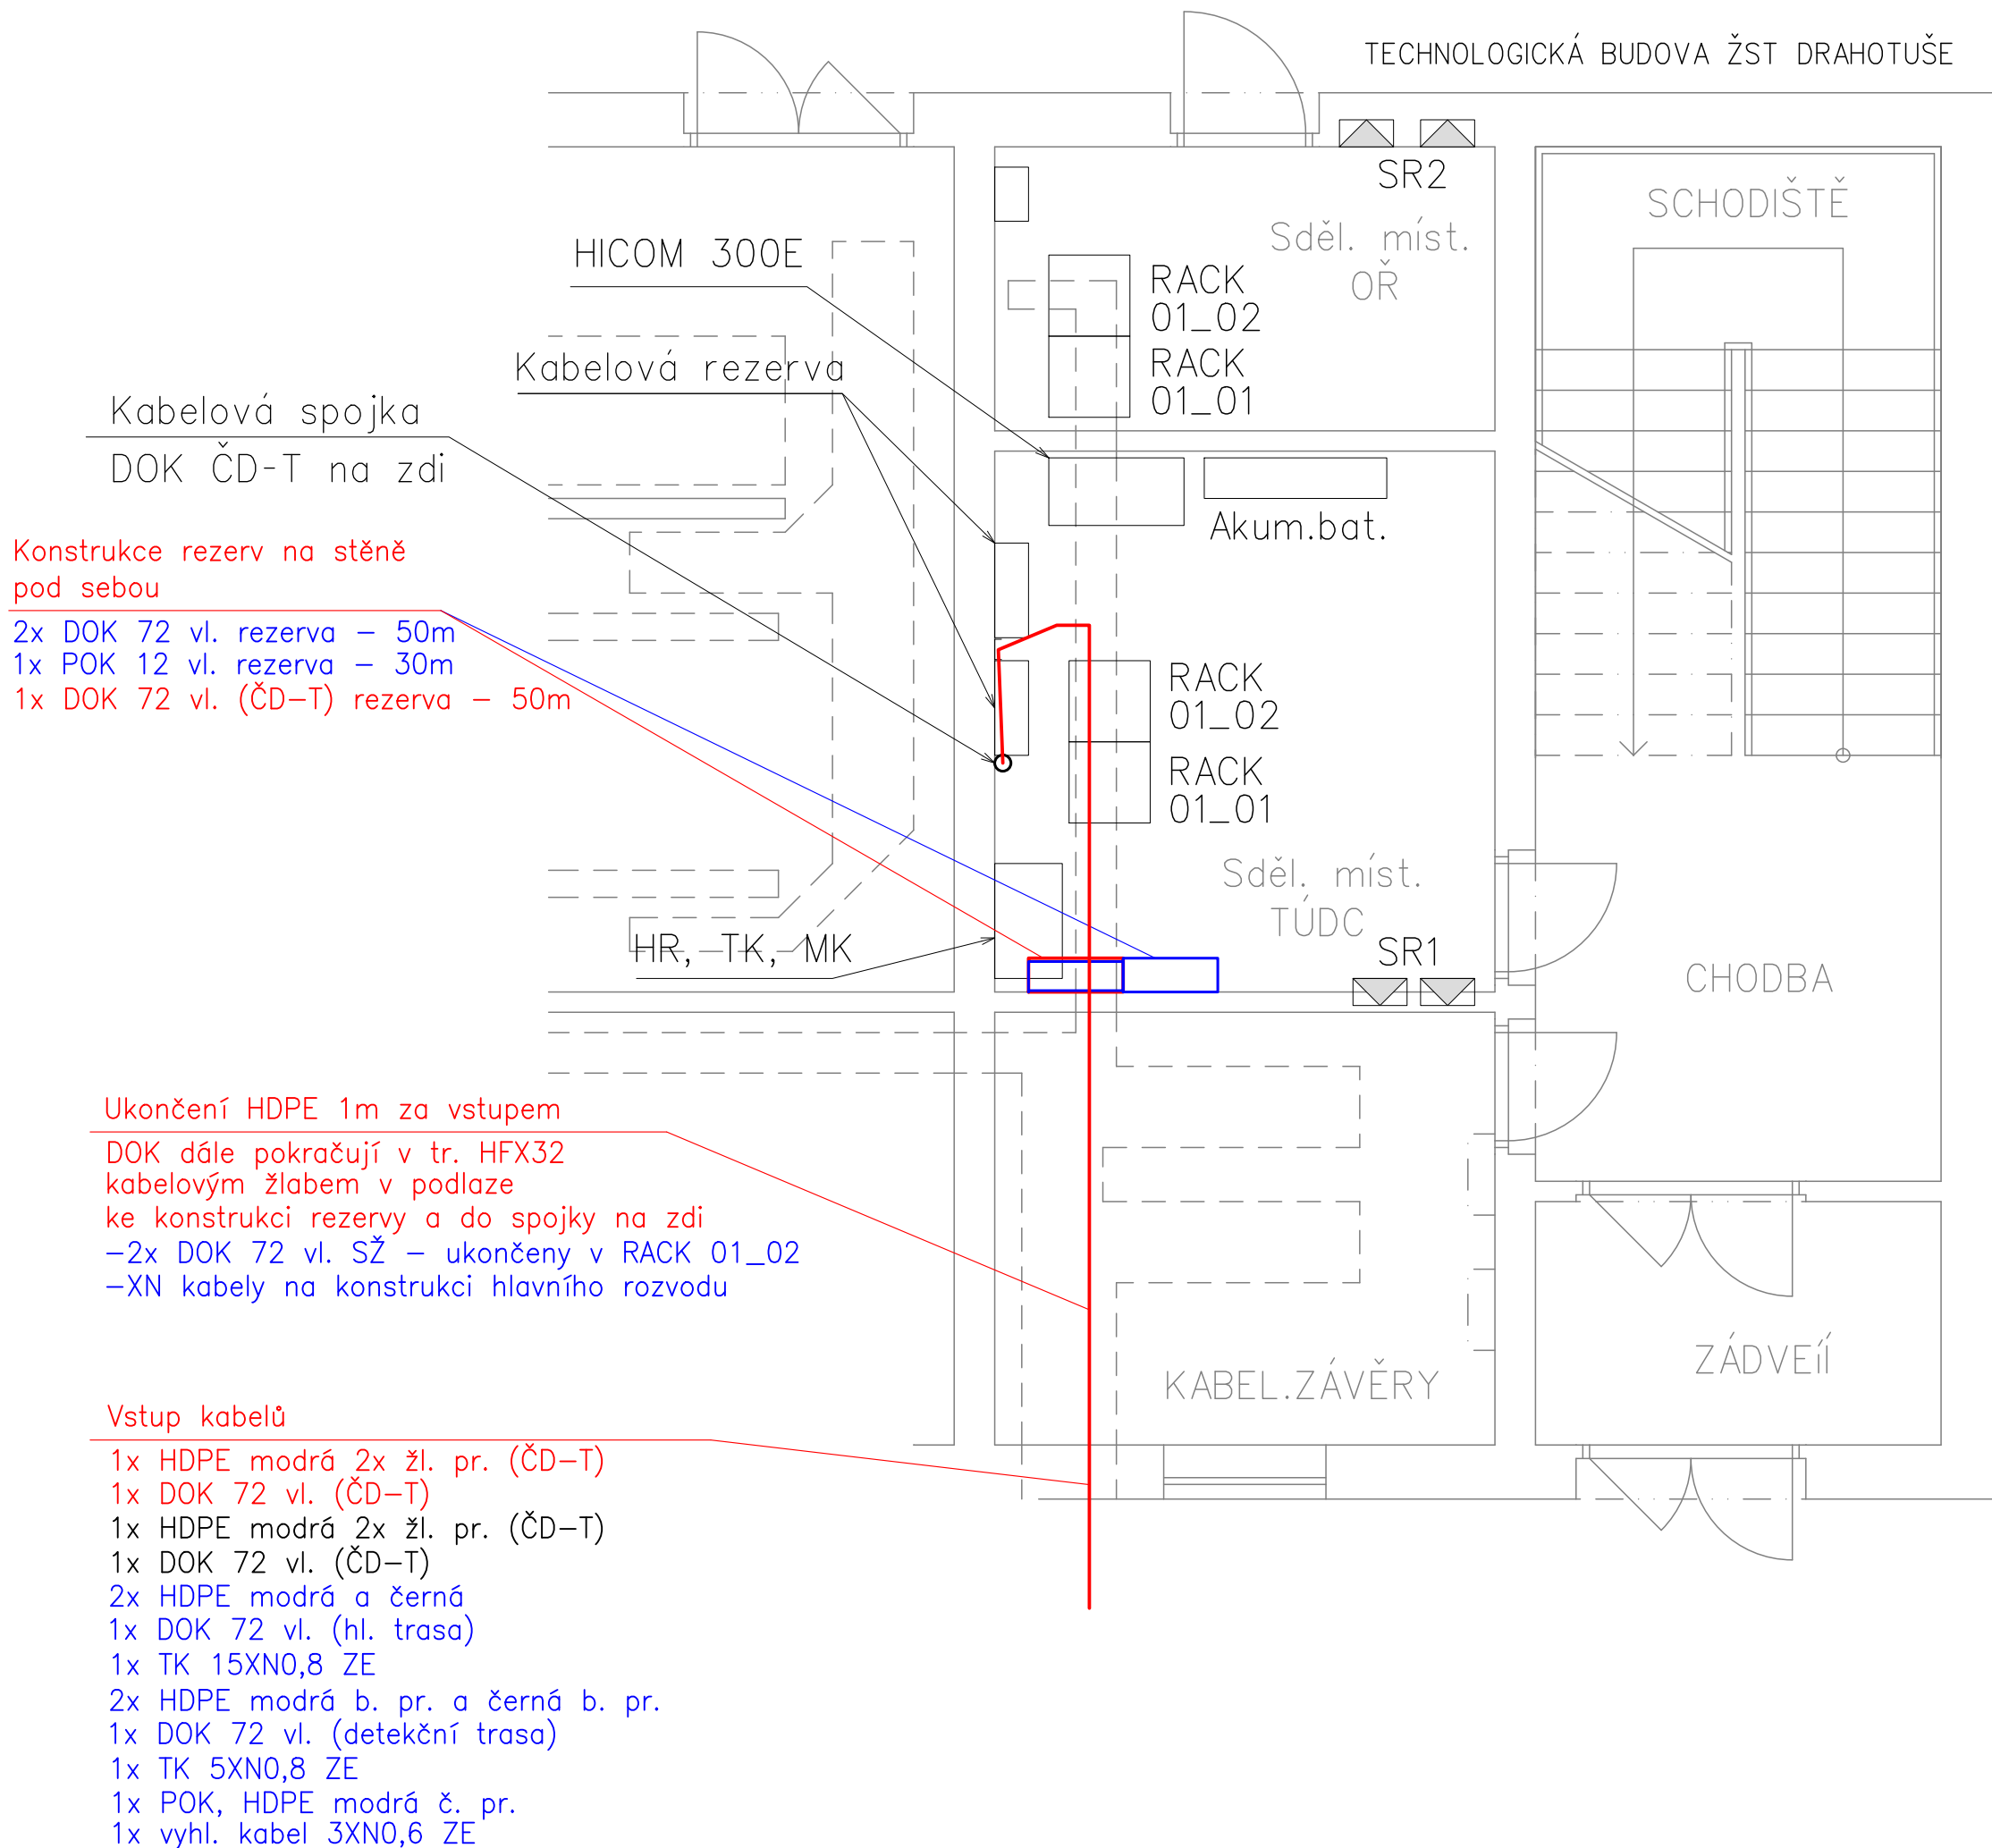 TECHNOLOGICKÁ BUDOVA ŽST DRAHOTUŠE
SR2
SCHODIŠTĚ
Sděl. míst.
OŘ
HICOM 300E
RACK
01_02
RACK
01_01
Kabelová rezerva
Kabelová spojka
DOK ČD-T na zdi
Akum.bat.
Konstrukce rezerv na stěně
pod sebou
2x DOK 72 vl. rezerva – 50m
1x POK 12 vl. rezerva – 30m
1x DOK 72 vl. (ČD–T) rezerva – 50m
RACK
01_02
RACK
01_01
Sděl. míst.
TÚDC
HR, TK, MK
SR1
CHODBA
Ukončení HDPE 1m za vstupem
DOK dále pokračují v tr. HFX32
kabelovým žlabem v podlaze
ke konstrukci rezervy a do spojky na zdi
–2x DOK 72 vl. SŽ – ukončeny v RACK 01_02
–XN kabely na konstrukci hlavního rozvodu
ZÁDVEíÍ
KABEL.ZÁVĚRY
Vstup kabelů
1x HDPE modrá 2x žl. pr. (ČD–T)
1x DOK 72 vl. (ČD–T)
1x HDPE modrá 2x žl. pr. (ČD–T)
1x DOK 72 vl. (ČD–T)
2x HDPE modrá a černá
1x DOK 72 vl. (hl. trasa)
1x TK 15XN0,8 ZE
2x HDPE modrá b. pr. a černá b. pr.
1x DOK 72 vl. (detekční trasa)
1x TK 5XN0,8 ZE
1x POK, HDPE modrá č. pr.
1x vyhl. kabel 3XN0,6 ZE